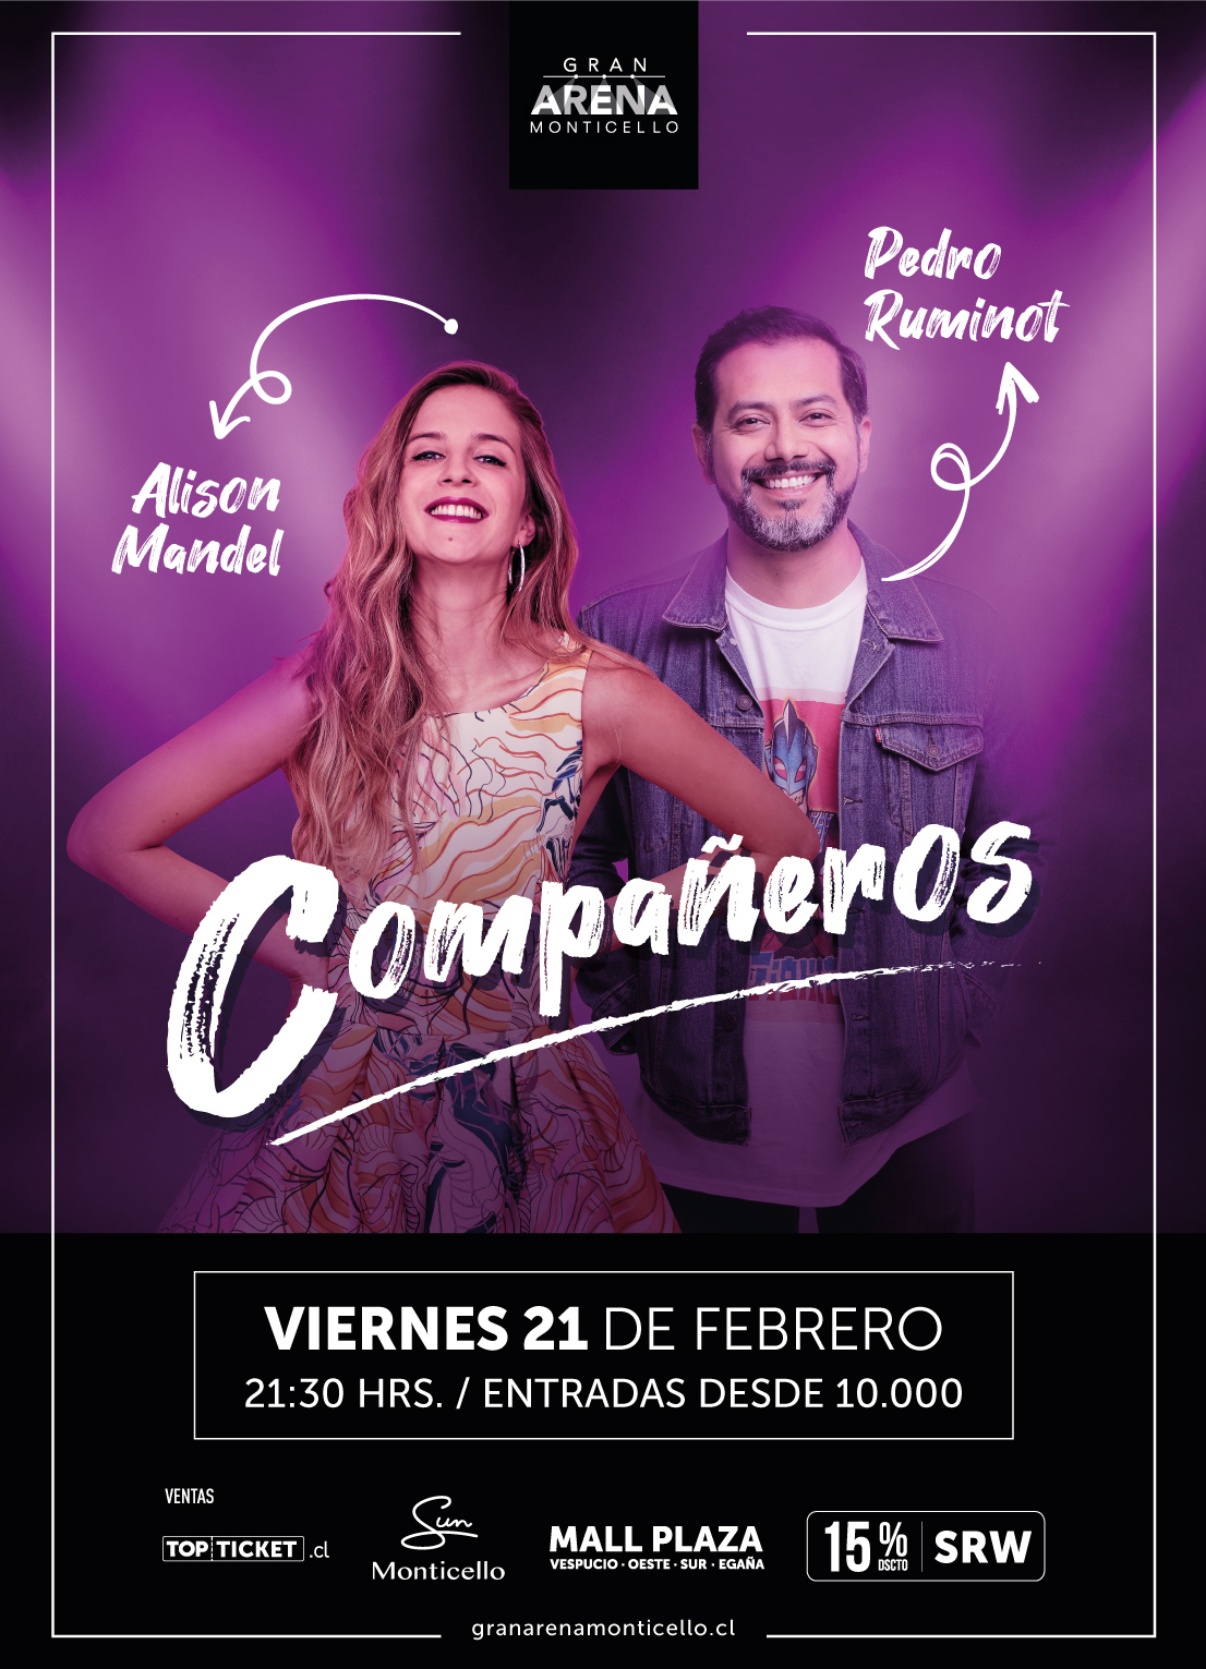 GRAN
ARENA
MONTICELLO
Pedro
Ruminot
Alison
Mandel
Compañeros
VIERNES 21 DE FEBRERO
21:30 HRS. / ENTRADAS DESDE 10.000
VENTAS
TOP TICKET .cl
Sun
Monticello
MALL PLAZA
VESPUCIO · OESTE · SUR · EGAÑA
15% DSCTO SRW
granarenamonticello.cl